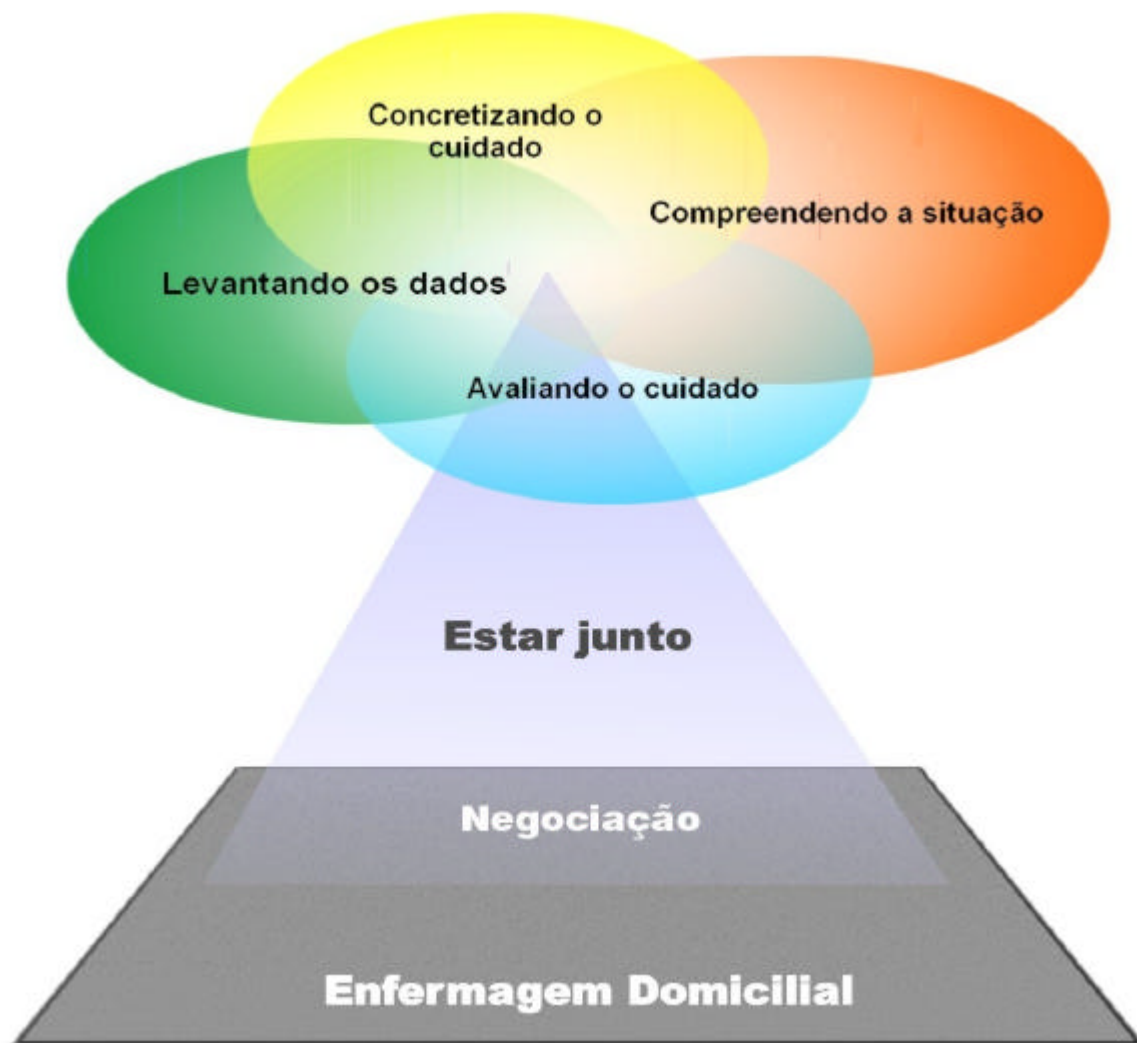 Concretizando o
cuidado
Compreendendo a situação
Levantando os dados
Avaliando o cuidado
Estar junto
Negociação
Enfermagem Domicilial